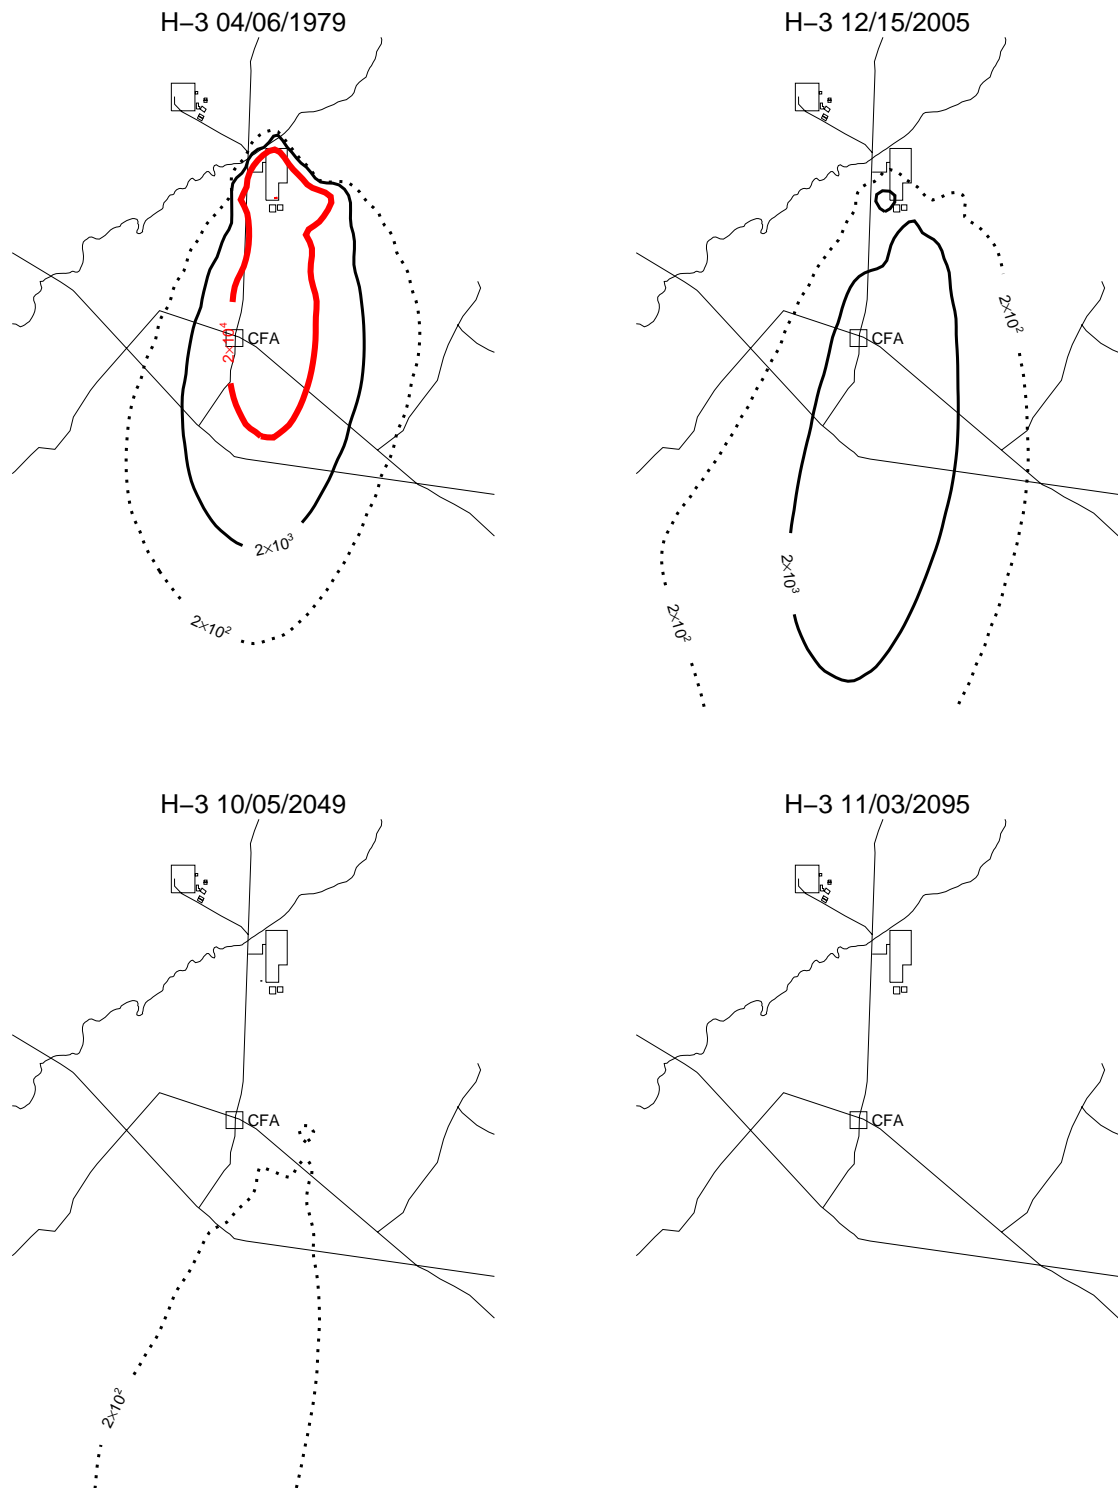 H−3 04/06/1979
H−3 12/15/2005
2×10²
2×10⁴
CFA
CFA
2×10³
2×10³
2×10²
2×10²
H−3 10/05/2049
H−3 11/03/2095
CFA
CFA
2×10²